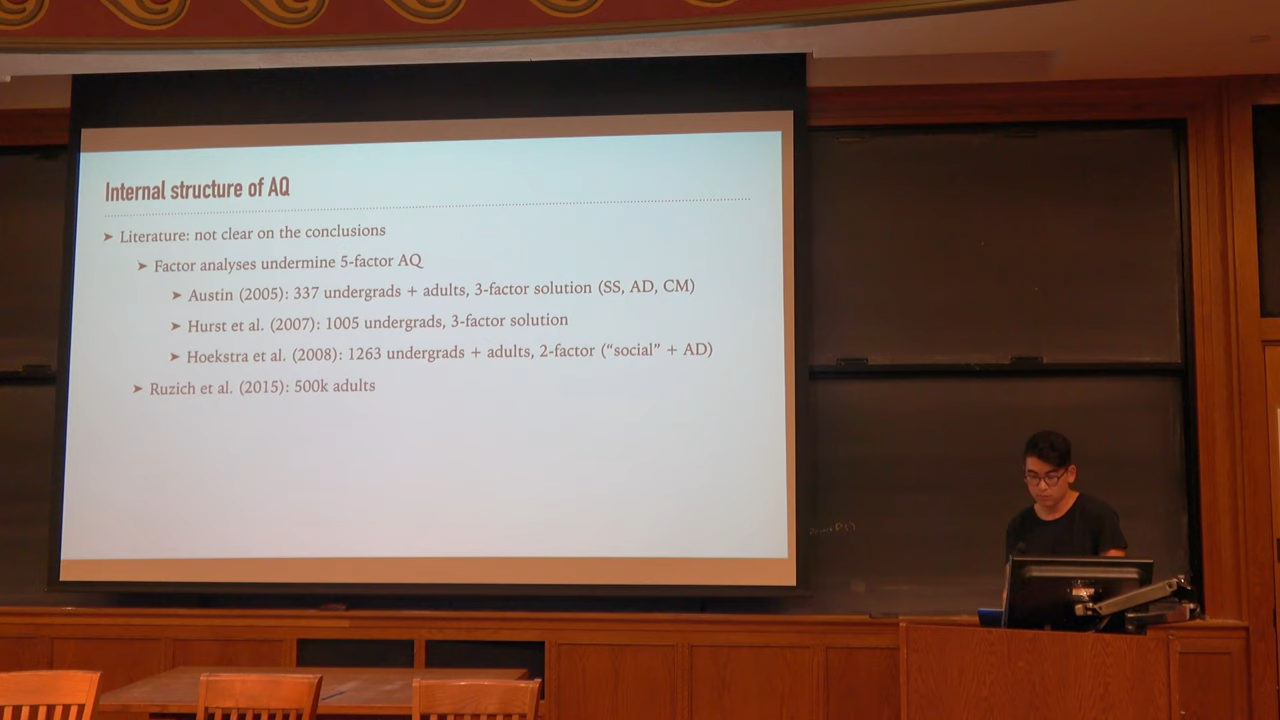 Internal structure of AQ
➤ Literature: not clear on the conclusions
➤ Factor analyses undermine 5-factor AQ
➤ Austin (2005): 337 undergrads + adults, 3-factor solution (SS, AD, CM)
➤ Hurst et al. (2007): 1005 undergrads, 3-factor solution
➤ Hoekstra et al. (2008): 1263 undergrads + adults, 2-factor (“social” + AD)
➤ Ruzich et al. (2015): 500k adults